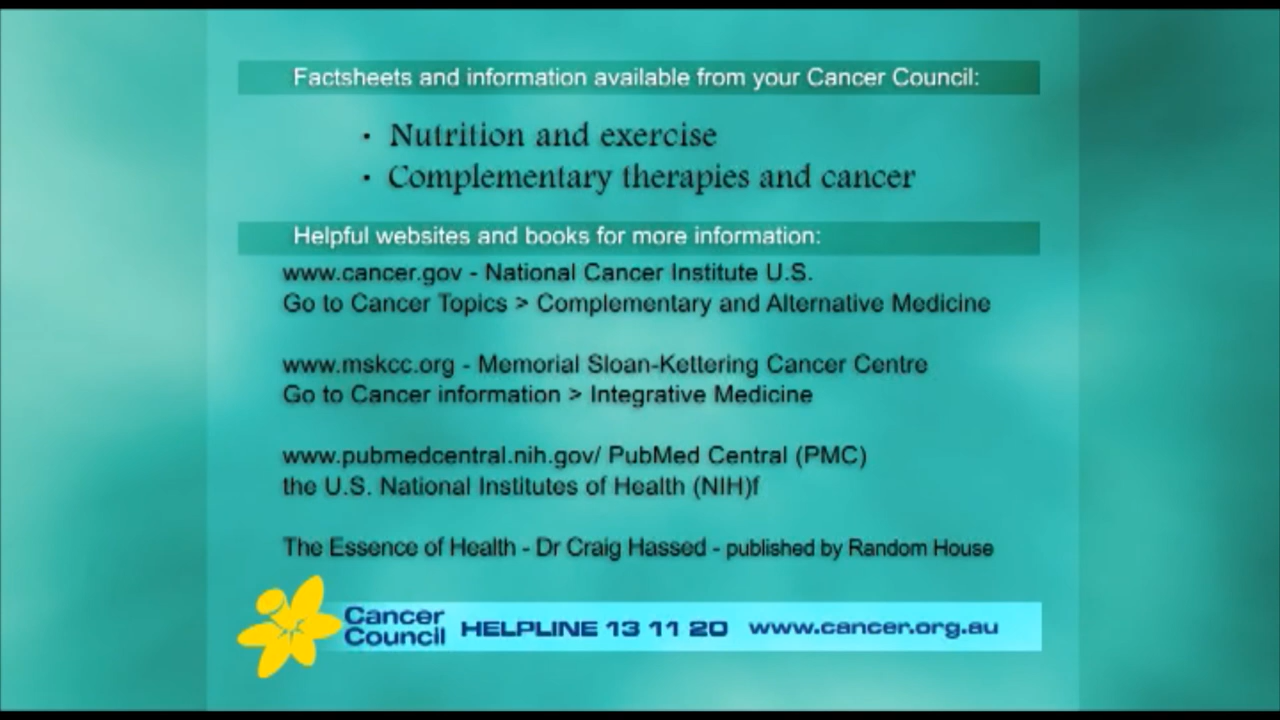 Factsheets and information available from your Cancer Council:
· Nutrition and exercise
· Complementary therapies and cancer
Helpful websites and books for more information:
www.cancer.gov - National Cancer Institute U.S.
Go to Cancer Topics > Complementary and Alternative Medicine
www.mskcc.org - Memorial Sloan-Kettering Cancer Centre
Go to Cancer information > Integrative Medicine
www.pubmedcentral.nih.gov/ PubMed Central (PMC)
the U.S. National Institutes of Health (NIH)f
The Essence of Health - Dr Craig Hassed - published by Random House
Cancer
Council
HELPLINE 13 11 20 www.cancer.org.au